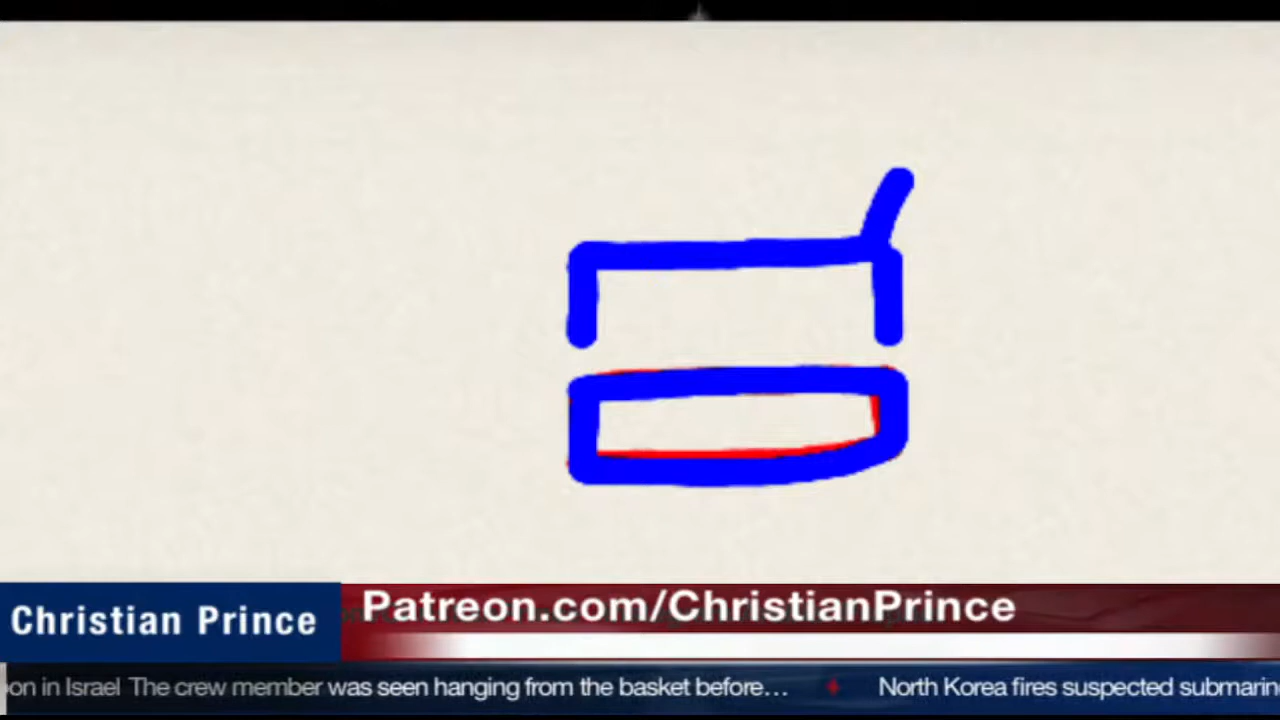 Christian Prince
Patreon.com/ChristianPrince
on in Israel The crew member was seen hanging from the basket before… North Korea fires suspected submarin